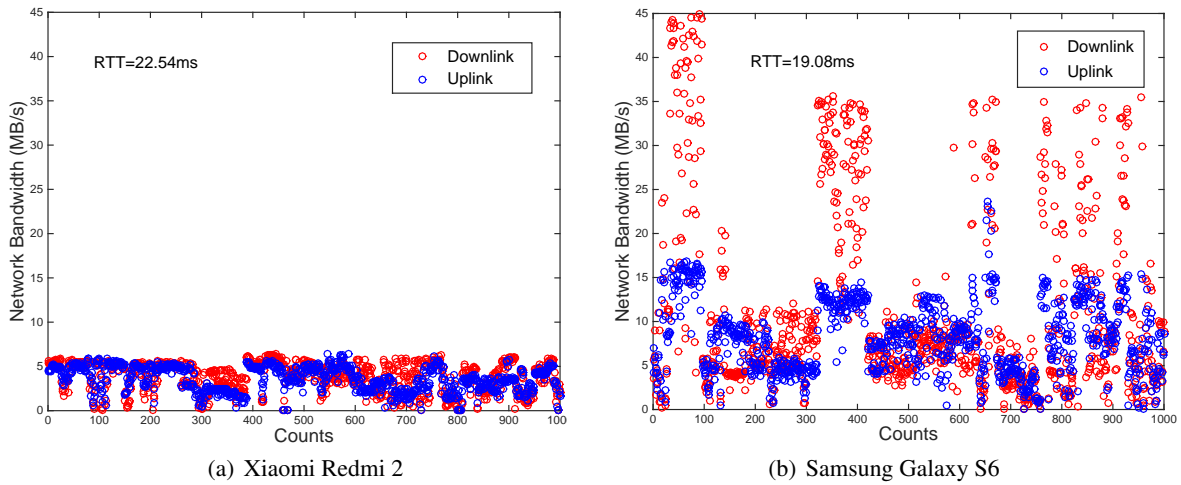 45
40
35
30
25
20
15
10
5
0
Network Bandwidth (MB/s)
RTT=22.54ms
Downlink
Uplink
0 100 200 300 400 500 600 700 800 900 1000
Counts
(a) Xiaomi Redmi 2
45
40
35
30
25
20
15
10
5
0
Network Bandwidth (MB/s)
RTT=19.08ms
Downlink
Uplink
0 100 200 300 400 500 600 700 800 900 1000
Counts
(b) Samsung Galaxy S6